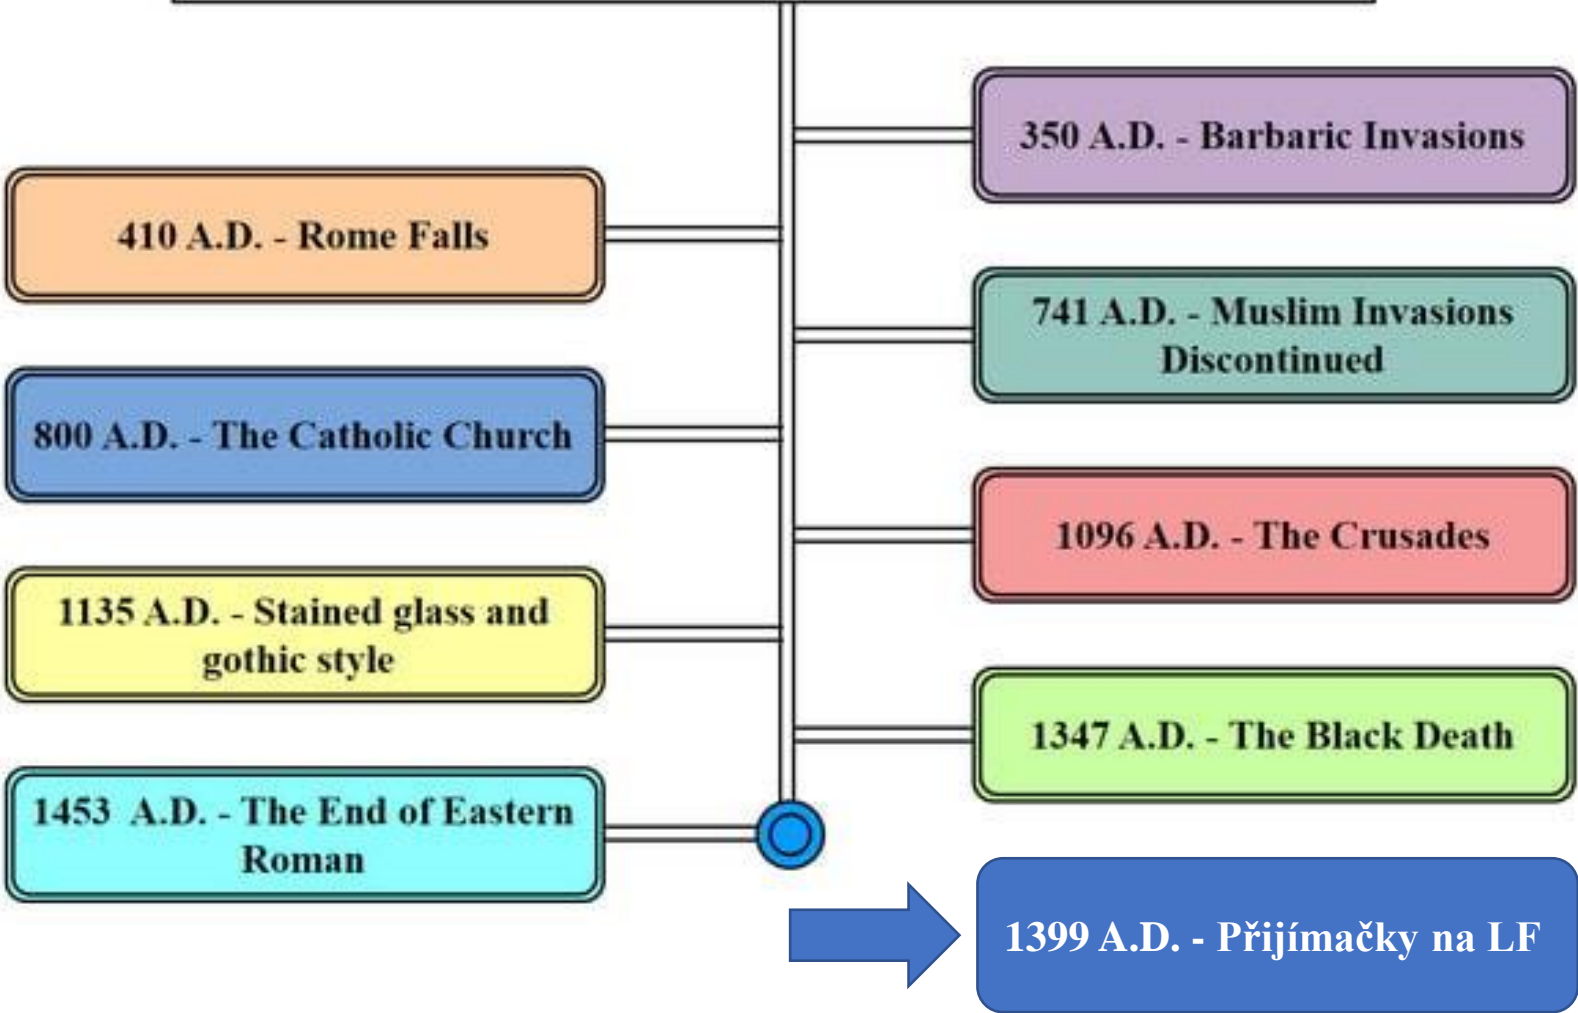 350 A.D. - Barbaric Invasions
410 A.D. - Rome Falls
741 A.D. - Muslim Invasions
Discontinued
800 A.D. - The Catholic Church
1096 A.D. - The Crusades
1135 A.D. - Stained glass and
gothic style
1347 A.D. - The Black Death
1453 A.D. - The End of Eastern
Roman
1399 A.D. - Přijímačky na LF